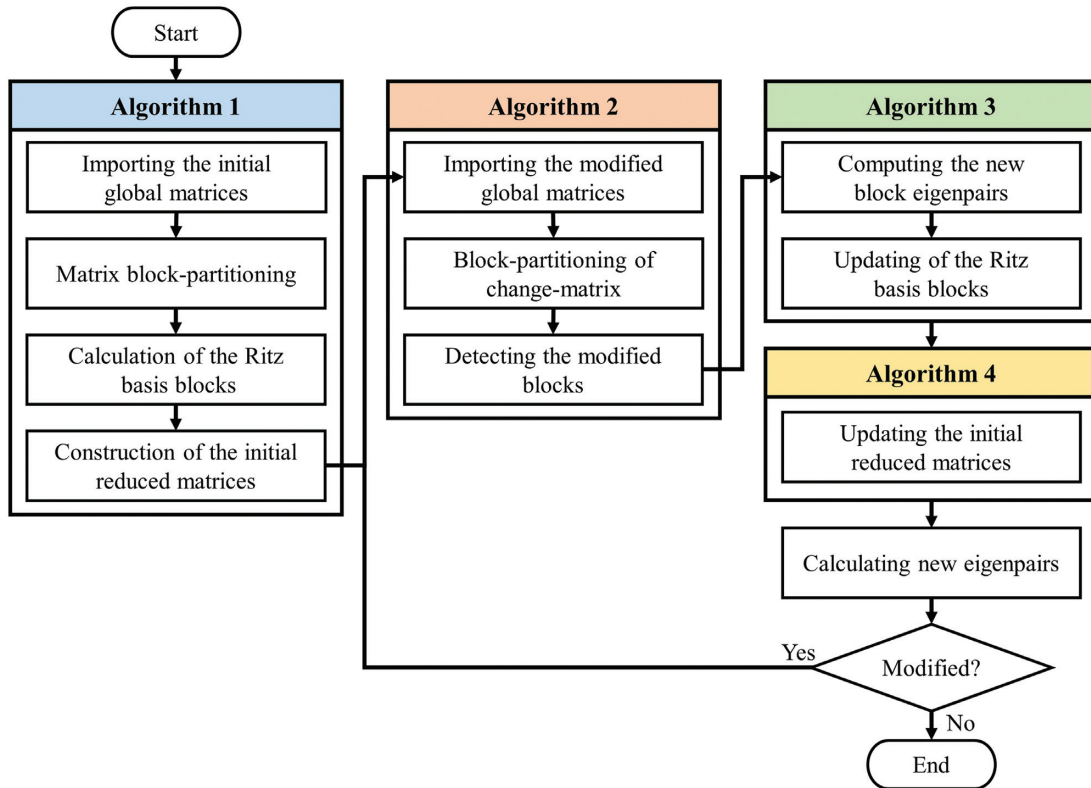 Start
Algorithm 1
Importing the initial
global matrices
Matrix block-partitioning
Calculation of the Ritz
basis blocks
Construction of the initial
reduced matrices
Algorithm 2
Importing the modified
global matrices
Block-partitioning of
change-matrix
Detecting the modified
blocks
Algorithm 3
Computing the new
block eigenpairs
Updating of the Ritz
basis blocks
Algorithm 4
Updating the initial
reduced matrices
Calculating new eigenpairs
Modified?
Yes
No
End